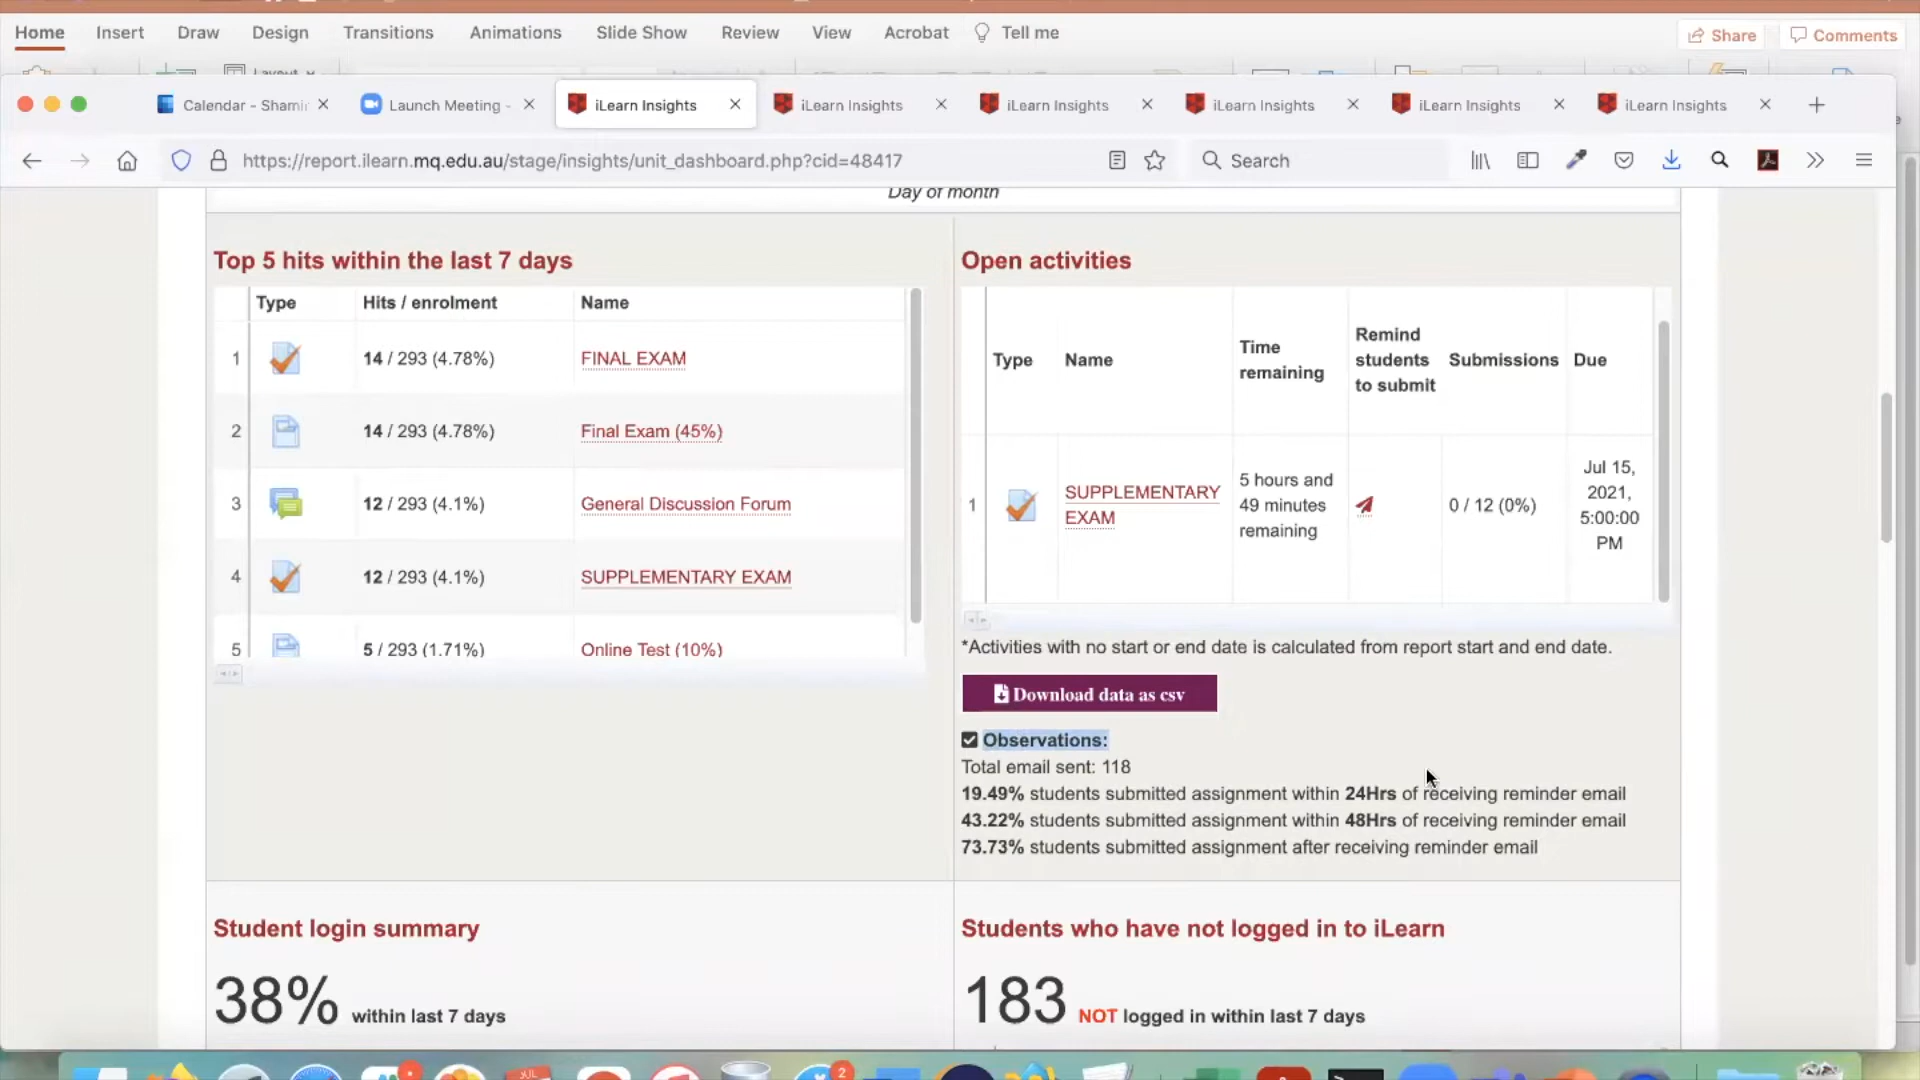 Home Insert Draw Design Transitions Animations Slide Show Review View Acrobat Tell me Share Comments
Layout
Calendar - Shamir Launch Meeting - iLearn Insights iLearn Insights iLearn Insights iLearn Insights iLearn Insights iLearn Insights
https://report.ilearn.mq.edu.au/stage/insights/unit_dashboard.php?cid=48417 Search
Day of month
Top 5 hits within the last 7 days
Type Hits / enrolment Name
1 14 / 293 (4.78%) FINAL EXAM
2 14 / 293 (4.78%) Final Exam (45%)
3 12 / 293 (4.1%) General Discussion Forum
4 12 / 293 (4.1%) SUPPLEMENTARY EXAM
5 5 / 293 (1.71%) Online Test (10%)
Open activities
Type Name Time remaining Remind students to submit Submissions Due
1 SUPPLEMENTARY EXAM 5 hours and 49 minutes remaining 0 / 12 (0%) Jul 15, 2021, 5:00:00 PM
*Activities with no start or end date is calculated from report start and end date.
Download data as csv
Observations:
Total email sent: 118
19.49% students submitted assignment within 24Hrs of receiving reminder email
43.22% students submitted assignment within 48Hrs of receiving reminder email
73.73% students submitted assignment after receiving reminder email
Student login summary
38% within last 7 days
Students who have not logged in to iLearn
183 NOT logged in within last 7 days
JUL
2